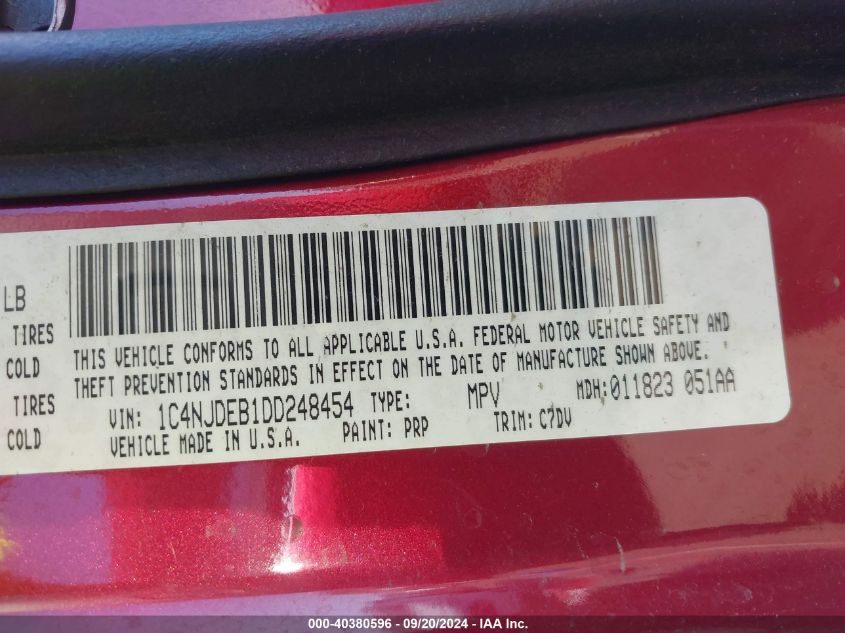 LB
TIRES
COLD
TIRES
COLD
THIS VEHICLE CONFORMS TO ALL APPLICABLE U.S.A. FEDERAL MOTOR VEHICLE SAFETY AND
THEFT PREVENTION STANDARDS IN EFFECT ON THE DATE OF MANUFACTURE SHOWN ABOVE.
VIN: 1C4NJDEB1DD248454 TYPE: MPV MDH:011823 051AA
VEHICLE MADE IN U.S.A. PAINT: PRP TRIM: C7DV
000-40380596 - 09/20/2024 - IAA Inc.